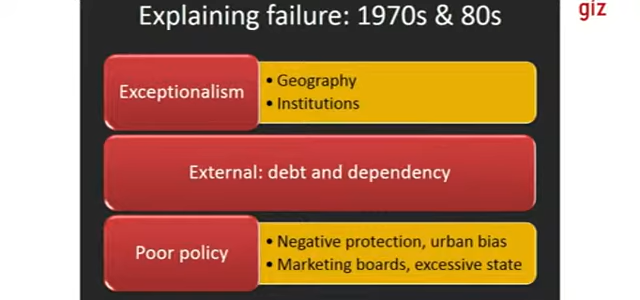 Explaining failure: 1970s & 80s
giz
Exceptionalism
• Geography
• Institutions
External: debt and dependency
Poor policy
• Negative protection, urban bias
• Marketing boards, excessive state